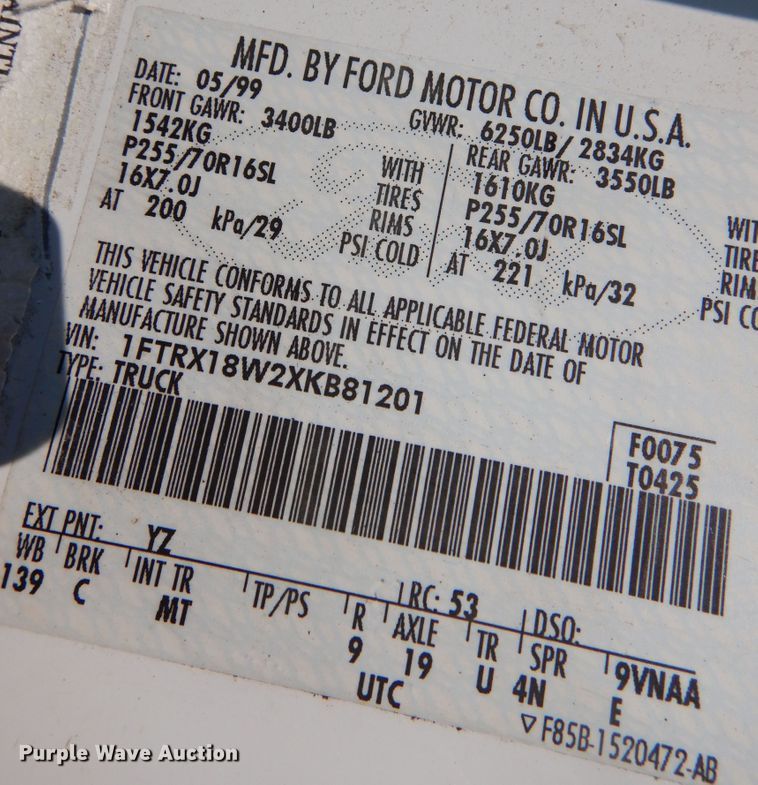 MFD. BY FORD MOTOR CO. IN U.S.A.
DATE: 05/99 GVWR: 6250LB/ 2834KG
FRONT GAWR: 3400LB REAR GAWR: 3550LB
1542KG WITH 1610KG WIT
P255/70R16SL TIRES P255/70R16SL TIRE
16X7.0J RIMS 16X7.0J RIM
AT 200 kPa/29 PSI COLD AT 221 kPa/32 PSI CO
THIS VEHICLE CONFORMS TO ALL APPLICABLE FEDERAL MOTOR
VEHICLE SAFETY STANDARDS IN EFFECT ON THE DATE OF
MANUFACTURE SHOWN ABOVE.
VIN: 1FTRX18W2XKB81201
TYPE: TRUCK
F0075
T0425
EXT PNT: YZ RC: 53 DSO:
WB BRK INT TR TP/PS R AXLE TR SPR 9VNAA
139 C MT 9 19 U 4N E
UTC
▽F85B-1520472-AB
Purple Wave Auction